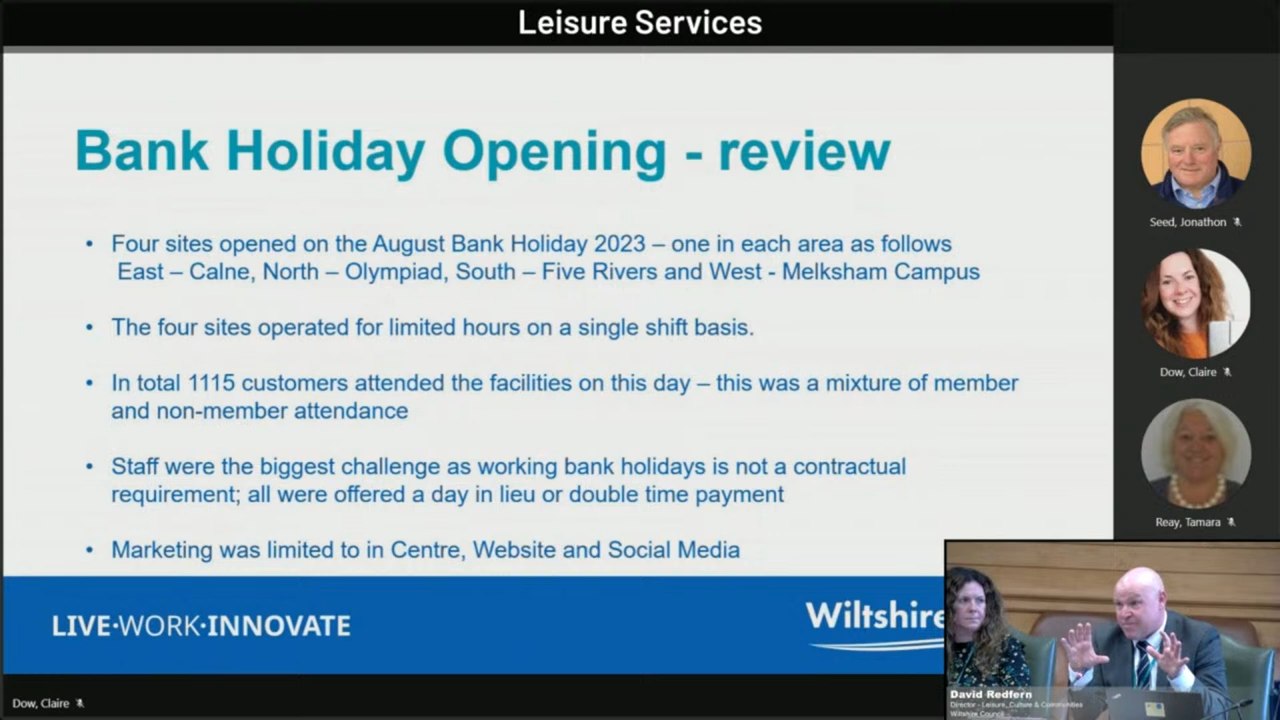 Leisure Services
Bank Holiday Opening - review
• Four sites opened on the August Bank Holiday 2023 – one in each area as follows
East – Calne, North – Olympiad, South – Five Rivers and West - Melksham Campus
• The four sites operated for limited hours on a single shift basis.
• In total 1115 customers attended the facilities on this day – this was a mixture of member
and non-member attendance
• Staff were the biggest challenge as working bank holidays is not a contractual
requirement; all were offered a day in lieu or double time payment
• Marketing was limited to in Centre, Website and Social Media
LIVE·WORK·INNOVATE
Wiltshire
Seed, Jonathon
Dow, Claire
Reay, Tamara
David Redfern
Director - Leisure, Culture & Communities
Wiltshire Council
Dow, Claire